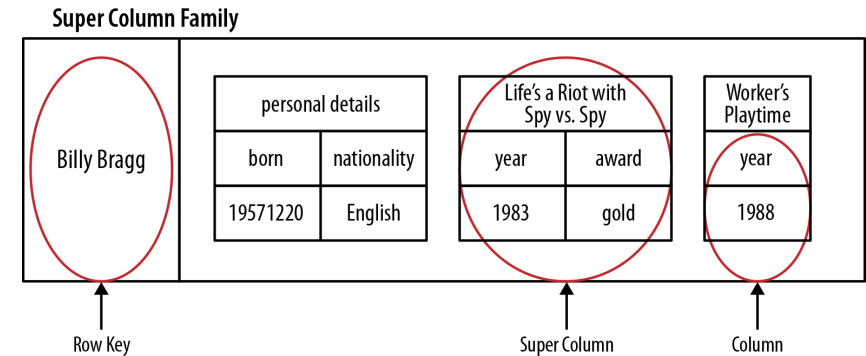 Super Column Family
Billy Bragg
personal details
born nationality
19571220 English
Life's a Riot with
Spy vs. Spy
year award
1983 gold
Worker's
Playtime
year
1988
Row Key
Super Column
Column